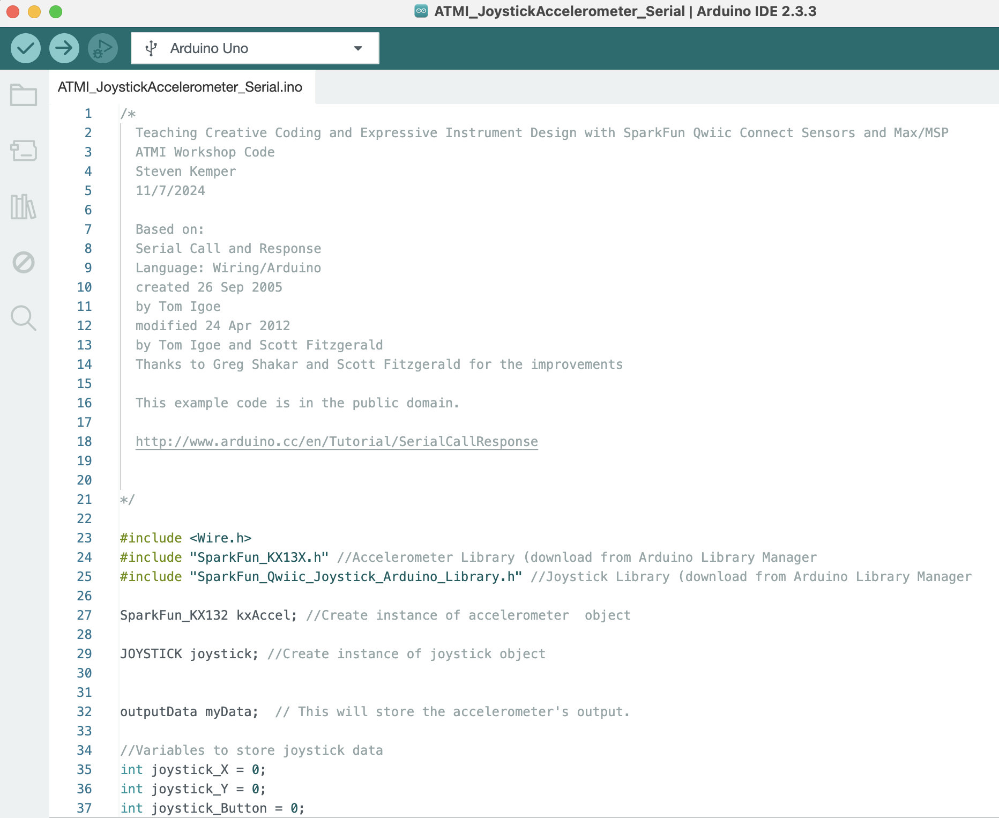 ATMI_JoystickAccelerometer_Serial | Arduino IDE 2.3.3
Arduino Uno
ATMI_JoystickAccelerometer_Serial.ino
1 /*
2 Teaching Creative Coding and Expressive Instrument Design with SparkFun Qwiic Connect Sensors and Max/MSP
3 ATMI Workshop Code
4 Steven Kemper
5 11/7/2024
6
7 Based on:
8 Serial Call and Response
9 Language: Wiring/Arduino
10 created 26 Sep 2005
11 by Tom Igoe
12 modified 24 Apr 2012
13 by Tom Igoe and Scott Fitzgerald
14 Thanks to Greg Shakar and Scott Fitzgerald for the improvements
15
16 This example code is in the public domain.
17
18 http://www.arduino.cc/en/Tutorial/SerialCallResponse
19
20
21 */
22
23 #include <Wire.h>
24 #include "SparkFun_KX13X.h" //Accelerometer Library (download from Arduino Library Manager
25 #include "SparkFun_Qwiic_Joystick_Arduino_Library.h" //Joystick Library (download from Arduino Library Manager
26
27 SparkFun_KX132 kxAccel; //Create instance of accelerometer  object
28
29 JOYSTICK joystick; //Create instance of joystick object
30
31
32 outputData myData;  // This will store the accelerometer's output.
33
34 //Variables to store joystick data
35 int joystick_X = 0;
36 int joystick_Y = 0;
37 int joystick_Button = 0;